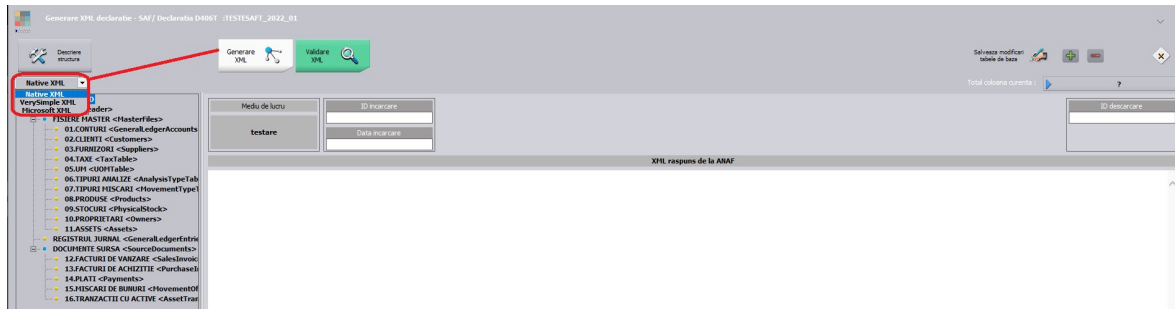 Generare XML declaratie - SAF/ Declaratia D406T :TESTESAFT_2022_01
Descriere
structura
Generare
XML
Validare
XML
Salveaza modificari
tabele de baza
Native XML
Total coloana curenta :
?
Native XML
VerySimple XML
Microsoft XML
FISIERE MASTER <MasterFiles>
01.CONTURI <GeneralLedgerAccounts
02.CLIENTI <Customers>
03.FURNIZORI <Suppliers>
04.TAXE <TaxTable>
05.UM <UOMTable>
06.TIPURI ANALIZE <AnalysisTypeTab
07.TIPURI MISCARI <MovementTypeT
08.PRODUSE <Products>
09.STOCURI <PhysicalStock>
10.PROPRIETARI <Owners>
11.ASSETS <Assets>
REGISTRUL JURNAL <GeneralLedgerEntrie
DOCUMENTE SURSA <SourceDocuments>
12.FACTURI DE VANZARE <SalesInvoic
13.FACTURI DE ACHIZITIE <PurchaseIn
14.PLATI <Payments>
15.MISCARI DE BUNURI <MovementOf
16.TRANZACTII CU ACTIVE <AssetTran
Mediu de lucru
testare
ID incarcare
Data incarcare
ID descarcare
XML raspuns de la ANAF